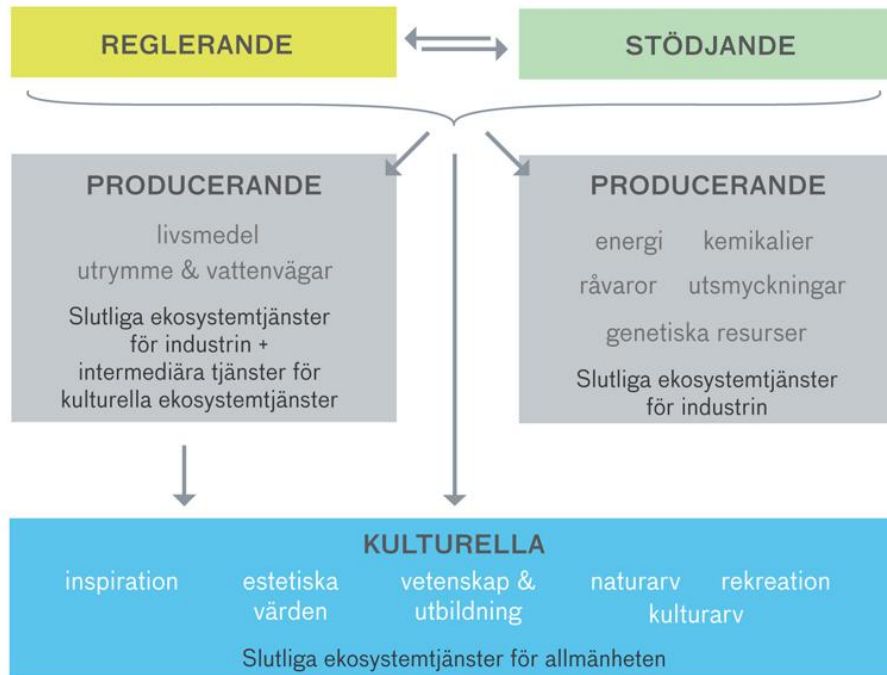 REGLERANDE
STÖDJANDE
PRODUCERANDE
livsmedel
utrymme & vattenvägar
Slutliga ekosystemtjänster
för industrin +
intermediära tjänster för
kulturella ekosystemtjänster
PRODUCERANDE
energi kemikalier
råvaror utsmyckningar
genetiska resurser
Slutliga ekosystemtjänster
för industrin
KULTURELLA
inspiration
estetiska
värden
vetenskap &
utbildning
naturarv rekreation
kulturarv
Slutliga ekosystemtjänster för allmänheten